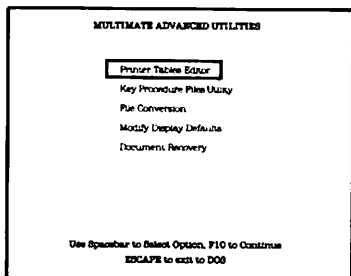 MULTIMATE ADVANCED UTILITIES
Printer Tables Editor
Key Procedure Files Utility
File Conversion
Modify Display Defaults
Document Recovery
Use Spacebar to Select Option, F10 to Continue
ESCAPE to exit to DOS